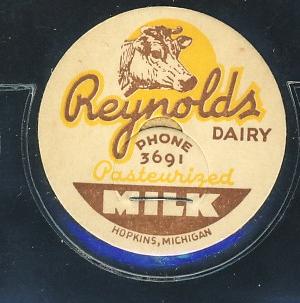 Reynolds
DAIRY
PHONE
3691
Pasteurized
MILK
HOPKINS, MICHIGAN